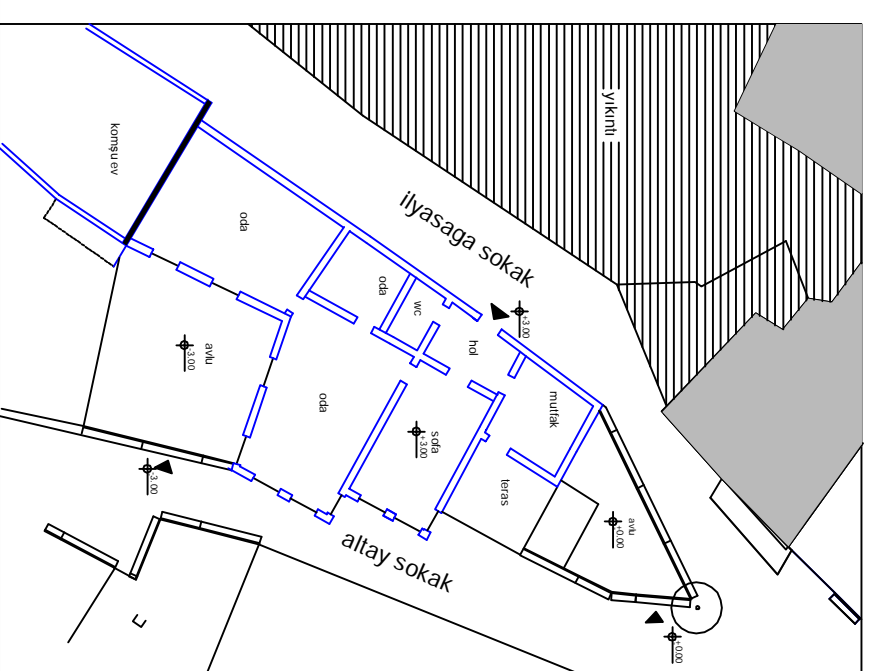 yıkıntı
komşu ev
ilyasaga sokak
oda
oda
wc
+3.00
hol
avlu
-3.00
oda
mutfak
sofa
+3.00
3.00
teras
avlu
+0.00
altay sokak
+0.00